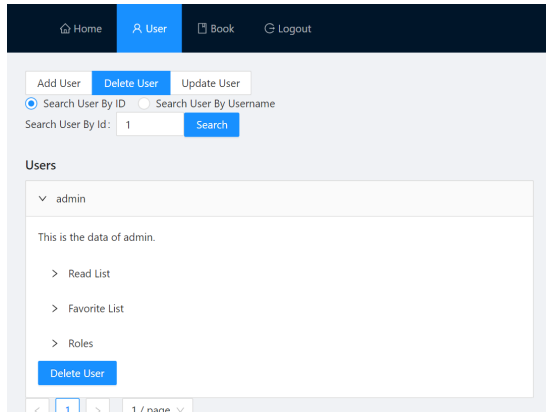 Home User Book Logout
Add User Delete User Update User
Search User By ID Search User By Username
Search User By Id: 1 Search
Users
admin
This is the data of admin.
Read List
Favorite List
Roles
Delete User
< 1 > 1 / page